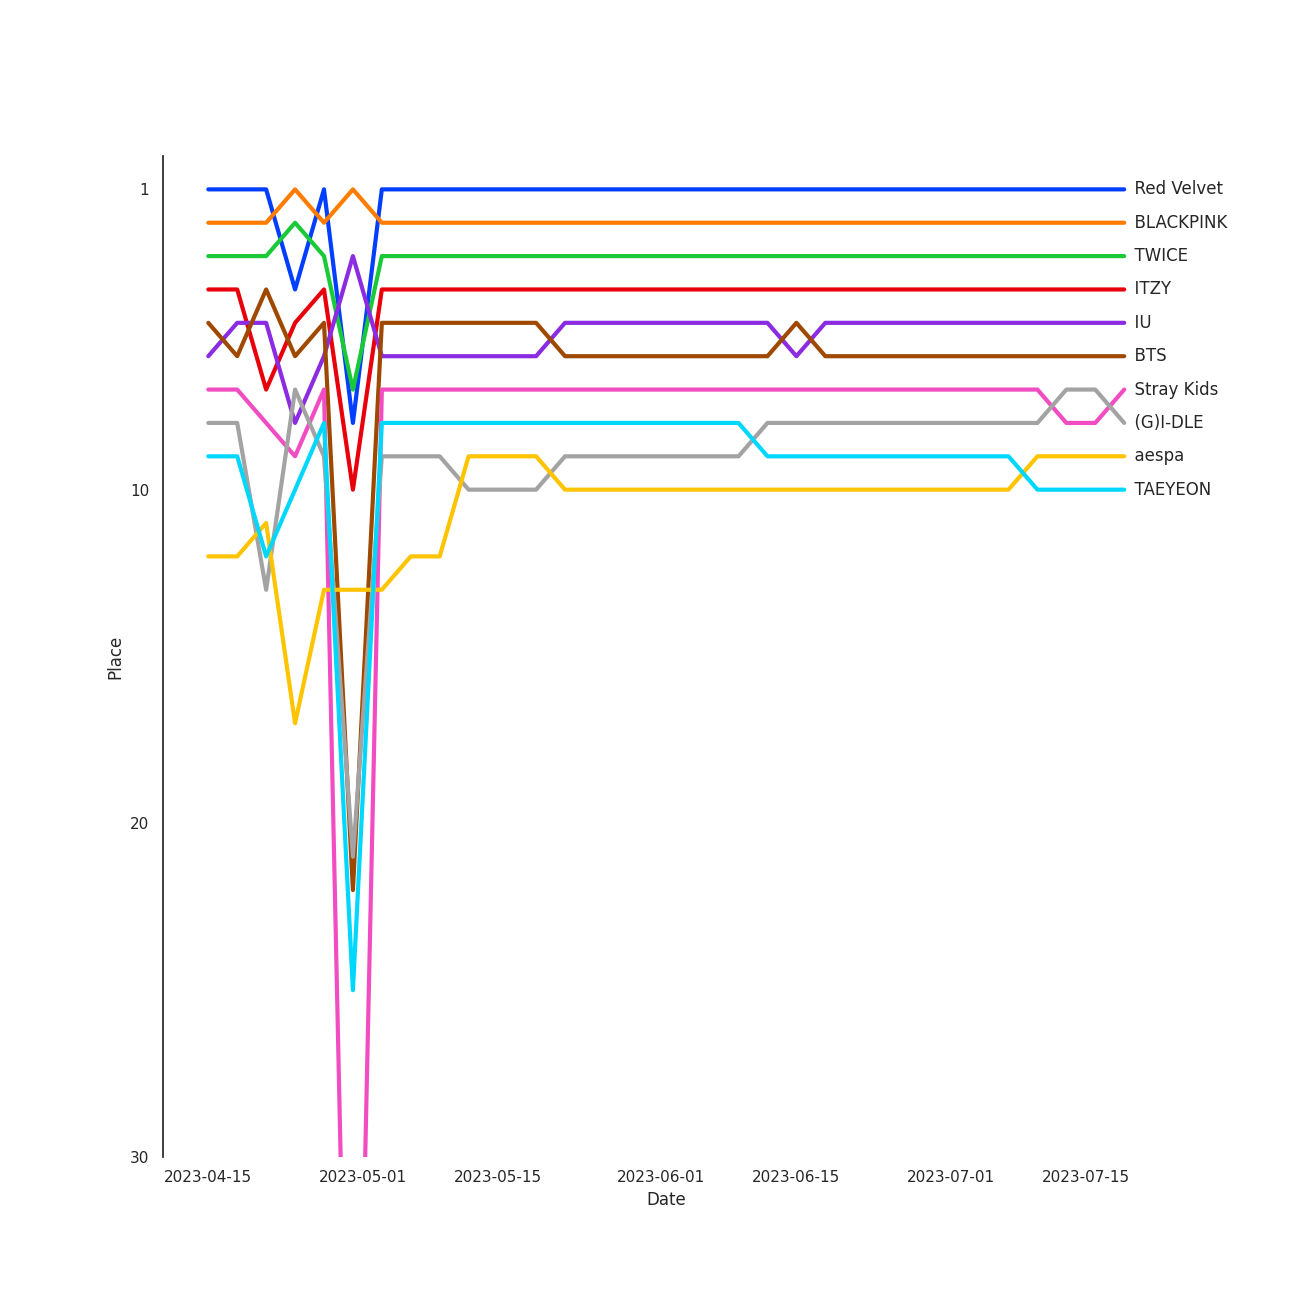 1
10
20
30
Place
Red Velvet
BLACKPINK
TWICE
ITZY
IU
BTS
Stray Kids
(G)I-DLE
aespa
TAEYEON
2023-04-15 2023-05-01 2023-05-15 2023-06-01 2023-06-15 2023-07-01 2023-07-15
Date